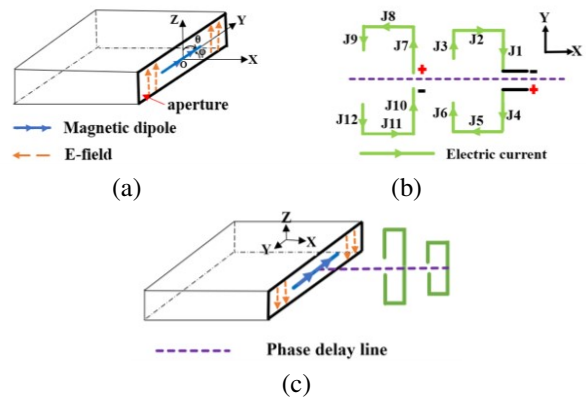 Z
Y
θ
φ
O
X
aperture
Magnetic dipole
E-field
(a)
J8
J2
Y
J9
J7
J3
J1
X
+
-
-
+
J12
J10
J6
J4
J11
J5
Electric current
(b)
Z
Y
X
Phase delay line
(c)